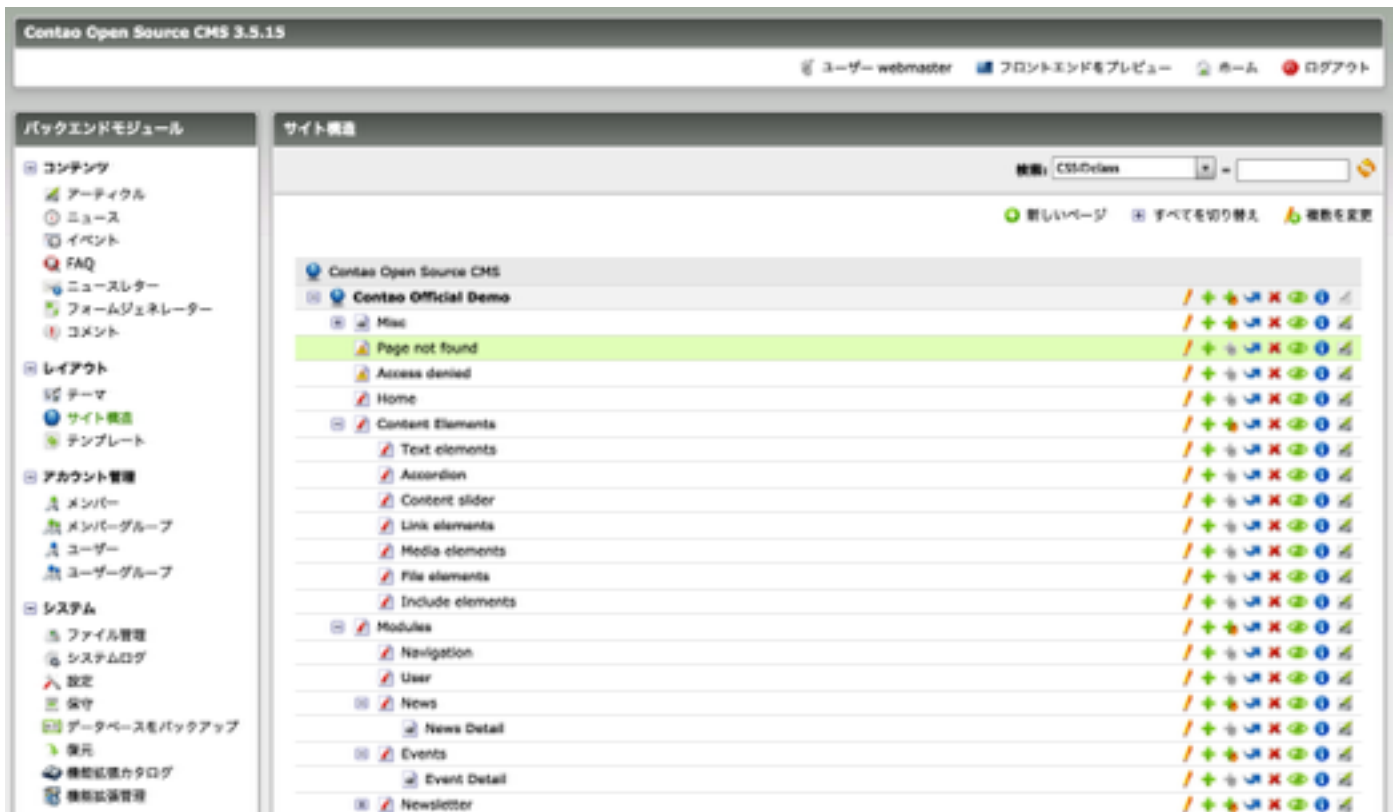 Contao Open Source CMS 3.5.15
ユーザー webmaster フロントエンドをプレビュー ホーム ログアウト
バックエンドモジュール
コンテンツ
アーティクル
ニュース
イベント
FAQ
ニュースレター
フォームジェネレーター
コメント
レイアウト
テーマ
サイト構造
テンプレート
アカウント管理
メンバー
メンバーグループ
ユーザー
ユーザーグループ
システム
ファイル管理
システムログ
設定
保守
データベースをバックアップ
復元
機能拡張カタログ
機能拡張管理
サイト構造
検索: =
新しいページ すべてを切り替え 複数を変更
Contao Open Source CMS
Contao Official Demo
Misc
Page not found
Access denied
Home
Content Elements
Text elements
Accordion
Content slider
Link elements
Media elements
File elements
Include elements
Modules
Navigation
User
News
News Detail
Events
Event Detail
Newsletter